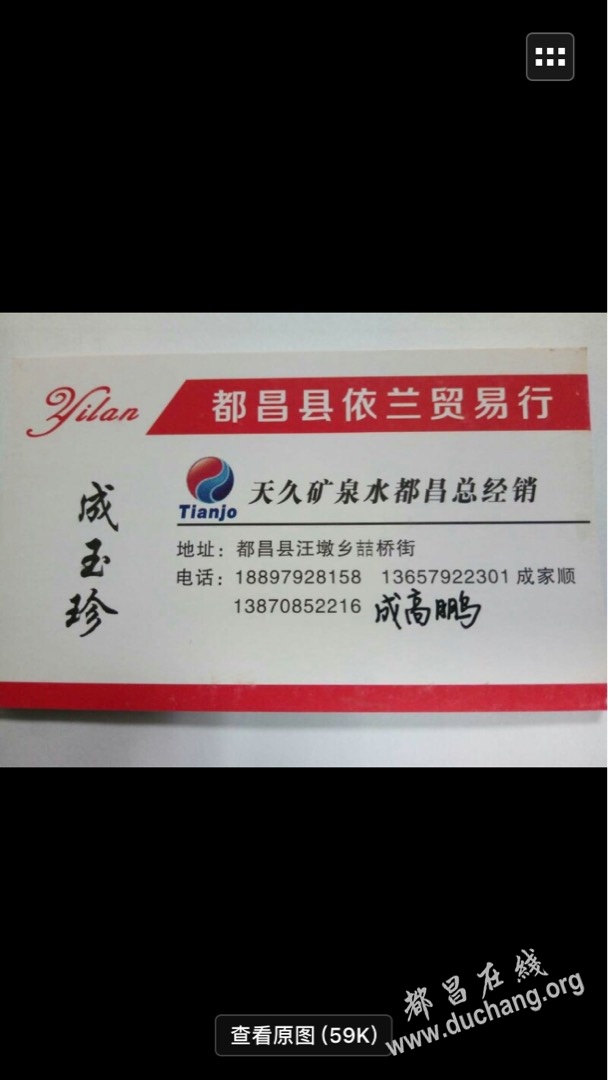 Yilan
都昌县依兰贸易行
成玉珍
Tianjo
天久矿泉水都昌总经销
地址：都昌县汪墩乡喆桥街
电话：18897928158 13657922301 成家顺
13870852216 成高鹏
都昌在线
www.duchang.org
查看原图(59K)